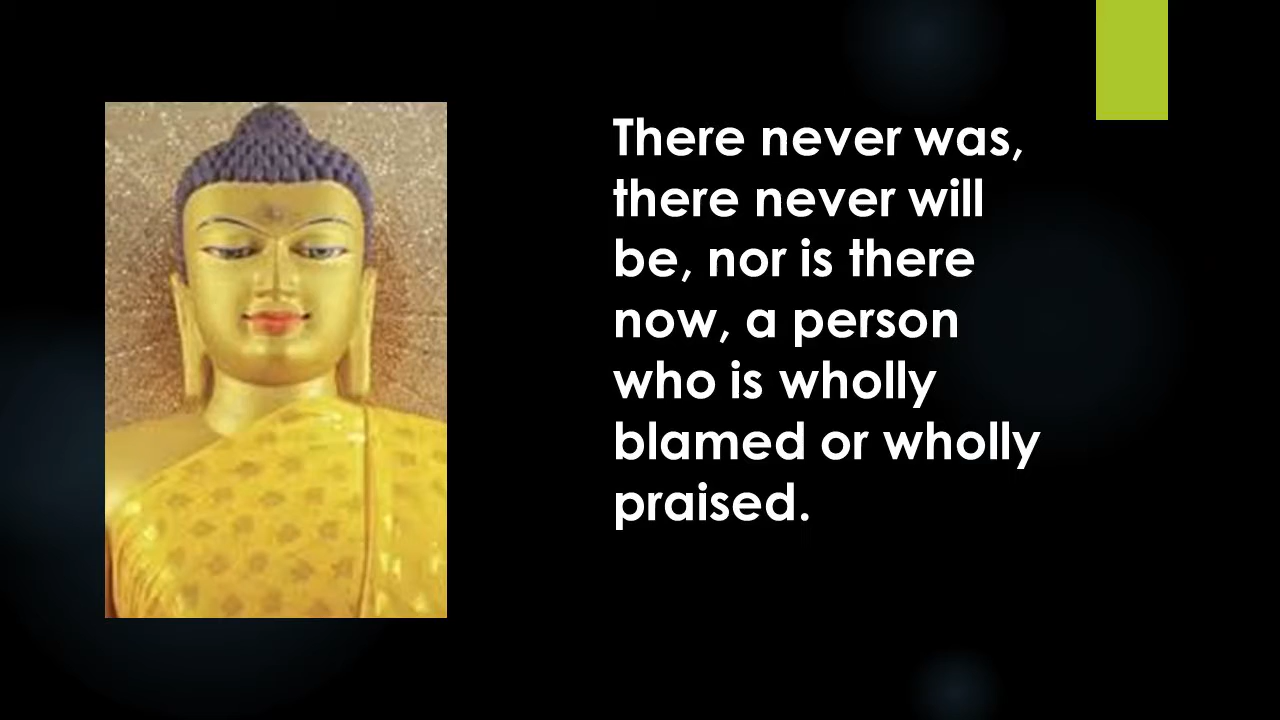 There never was,
there never will
be, nor is there
now, a person
who is wholly
blamed or wholly
praised.